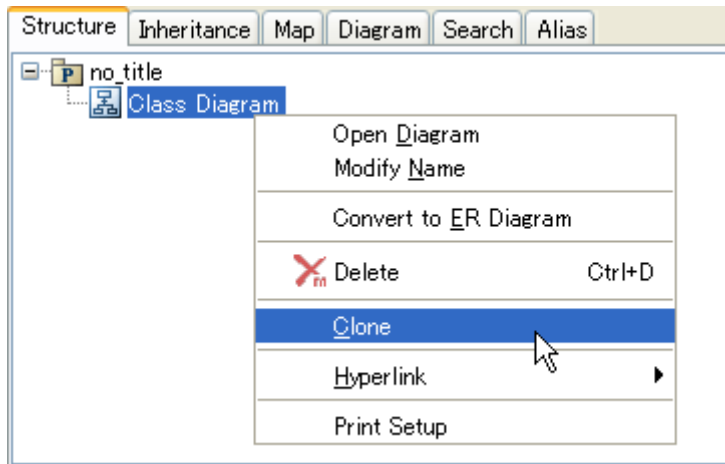 Structure Inheritance Map Diagram Search Alias
P no_title
Class Diagram
Open Diagram
Modify Name
Convert to ER Diagram
m Delete Ctrl+D
Clone
Hyperlink
Print Setup